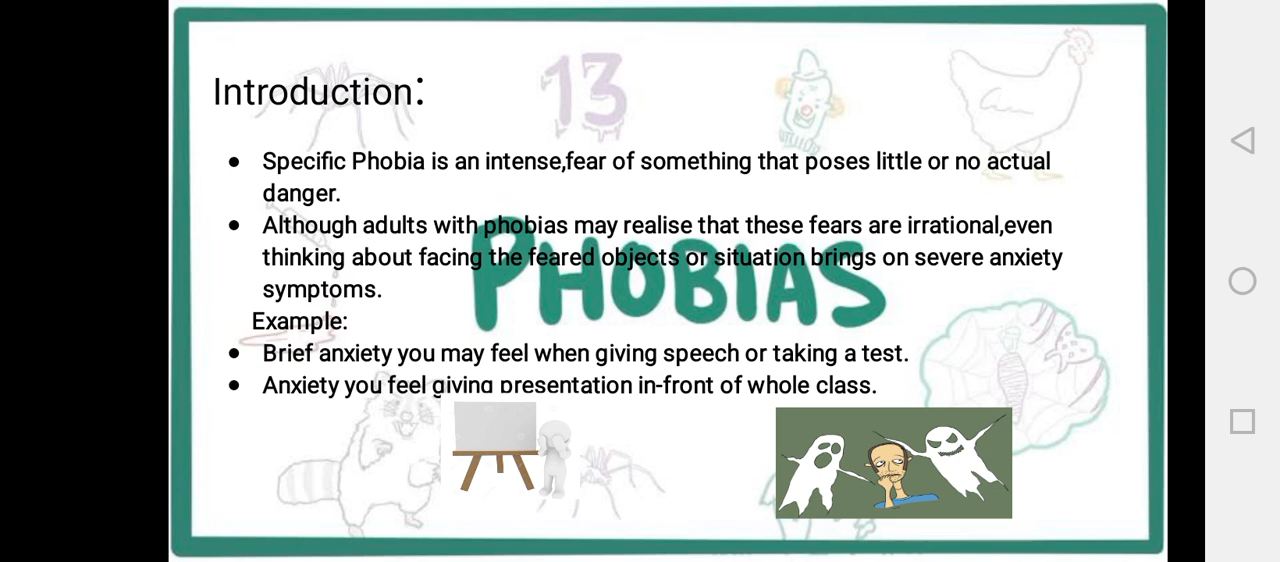 13
Introduction:
● Specific Phobia is an intense,fear of something that poses little or no actual
danger.
● Although adults with phobias may realise that these fears are irrational,even
thinking about facing the feared objects or situation brings on severe anxiety
symptoms.
PHOBIAS
Example:
● Brief anxiety you may feel when giving speech or taking a test.
● Anxiety you feel giving presentation in-front of whole class.